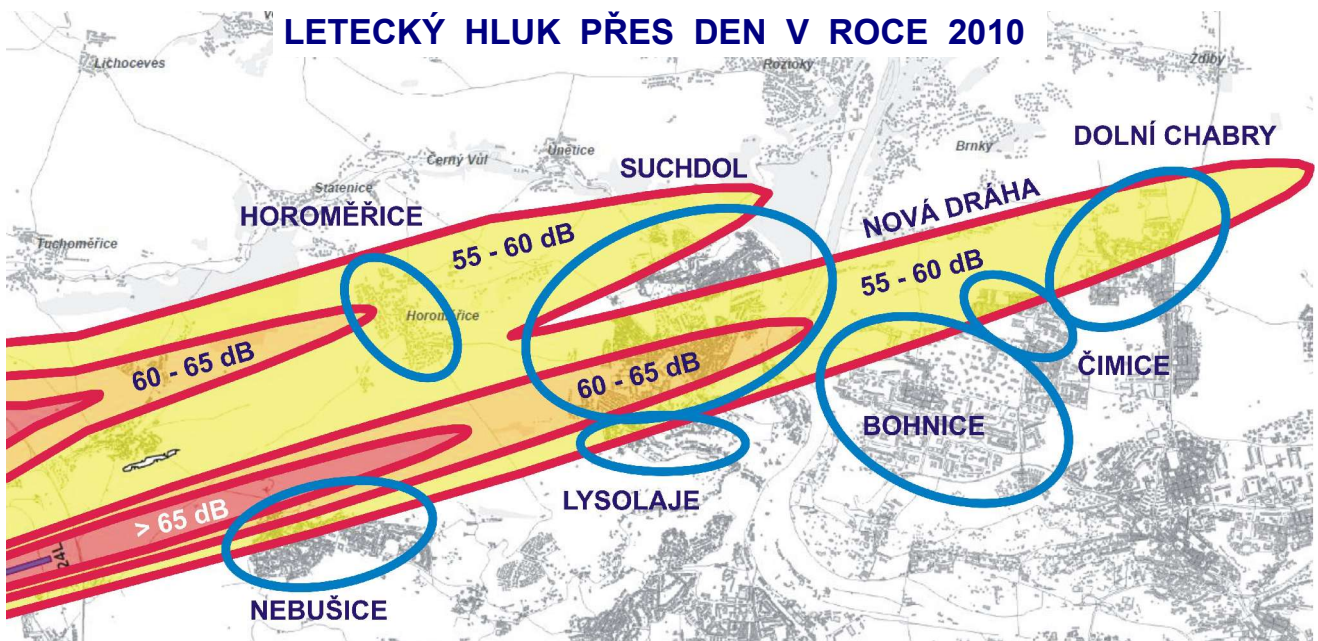 LETECKÝ HLUK PŘES DEN V ROCE 2010
Lichoceves
Roztoky
Zdiby
DOLNÍ CHABRY
Brnky
Únětice
Černý Vůl
SUCHDOL
Statenice
HOROMĚŘICE
NOVÁ DRÁHA
Tuchoměřice
55 - 60 dB
55 - 60 dB
Horoměřice
60 - 65 dB
60 - 65 dB
ČIMICE
BOHNICE
LYSOLAJE
> 65 dB
24L
NEBUŠICE